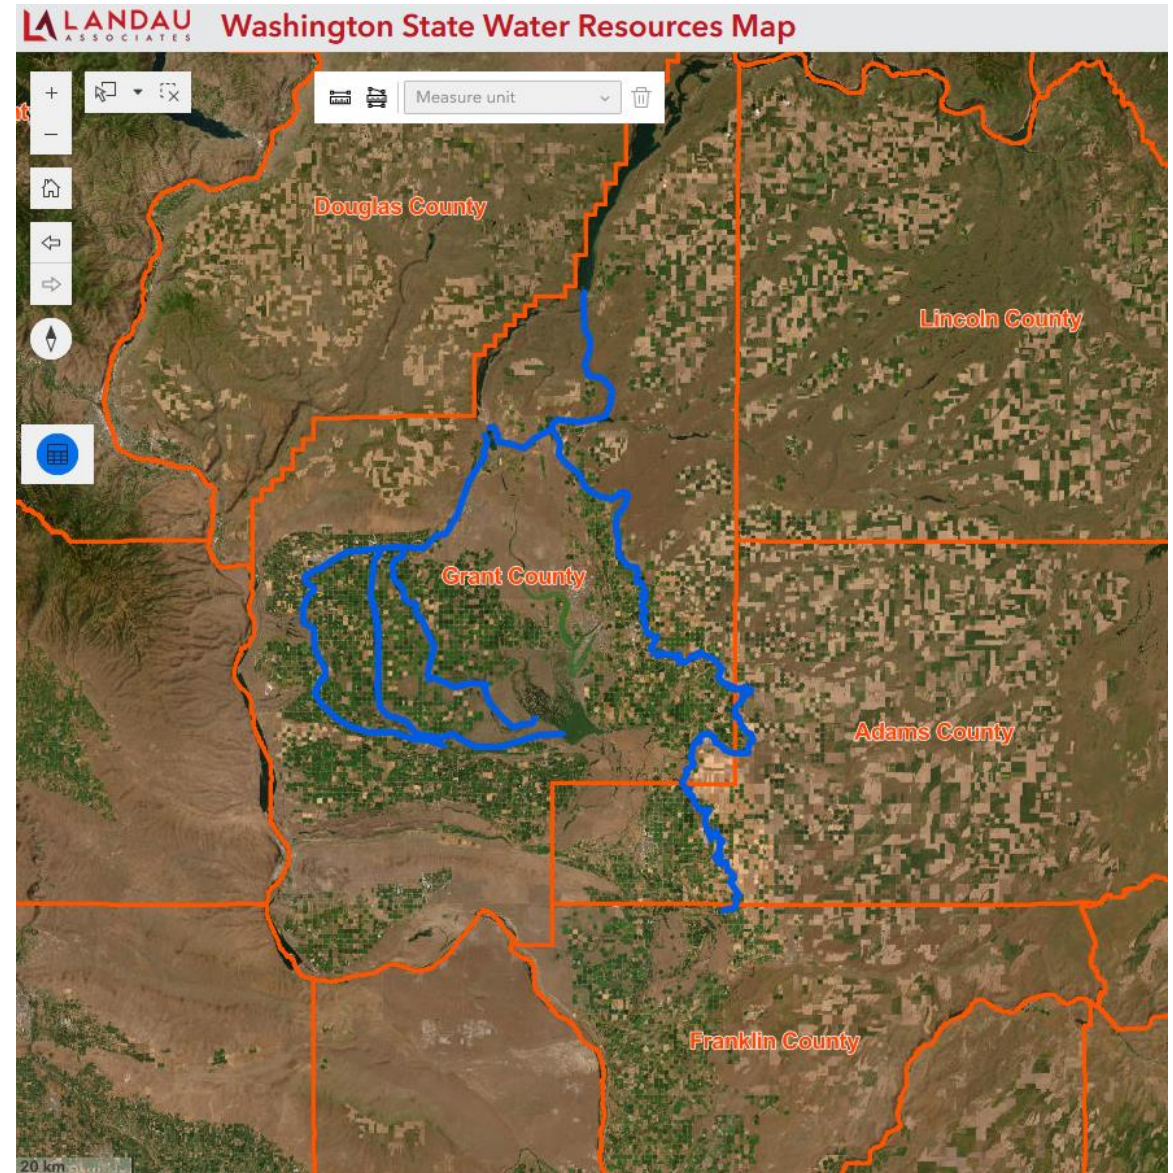 LANDAU
ASSOCIATES
Washington State Water Resources Map
Measure unit
Douglas County
Lincoln County
Grant County
Adams County
Franklin County
20 km